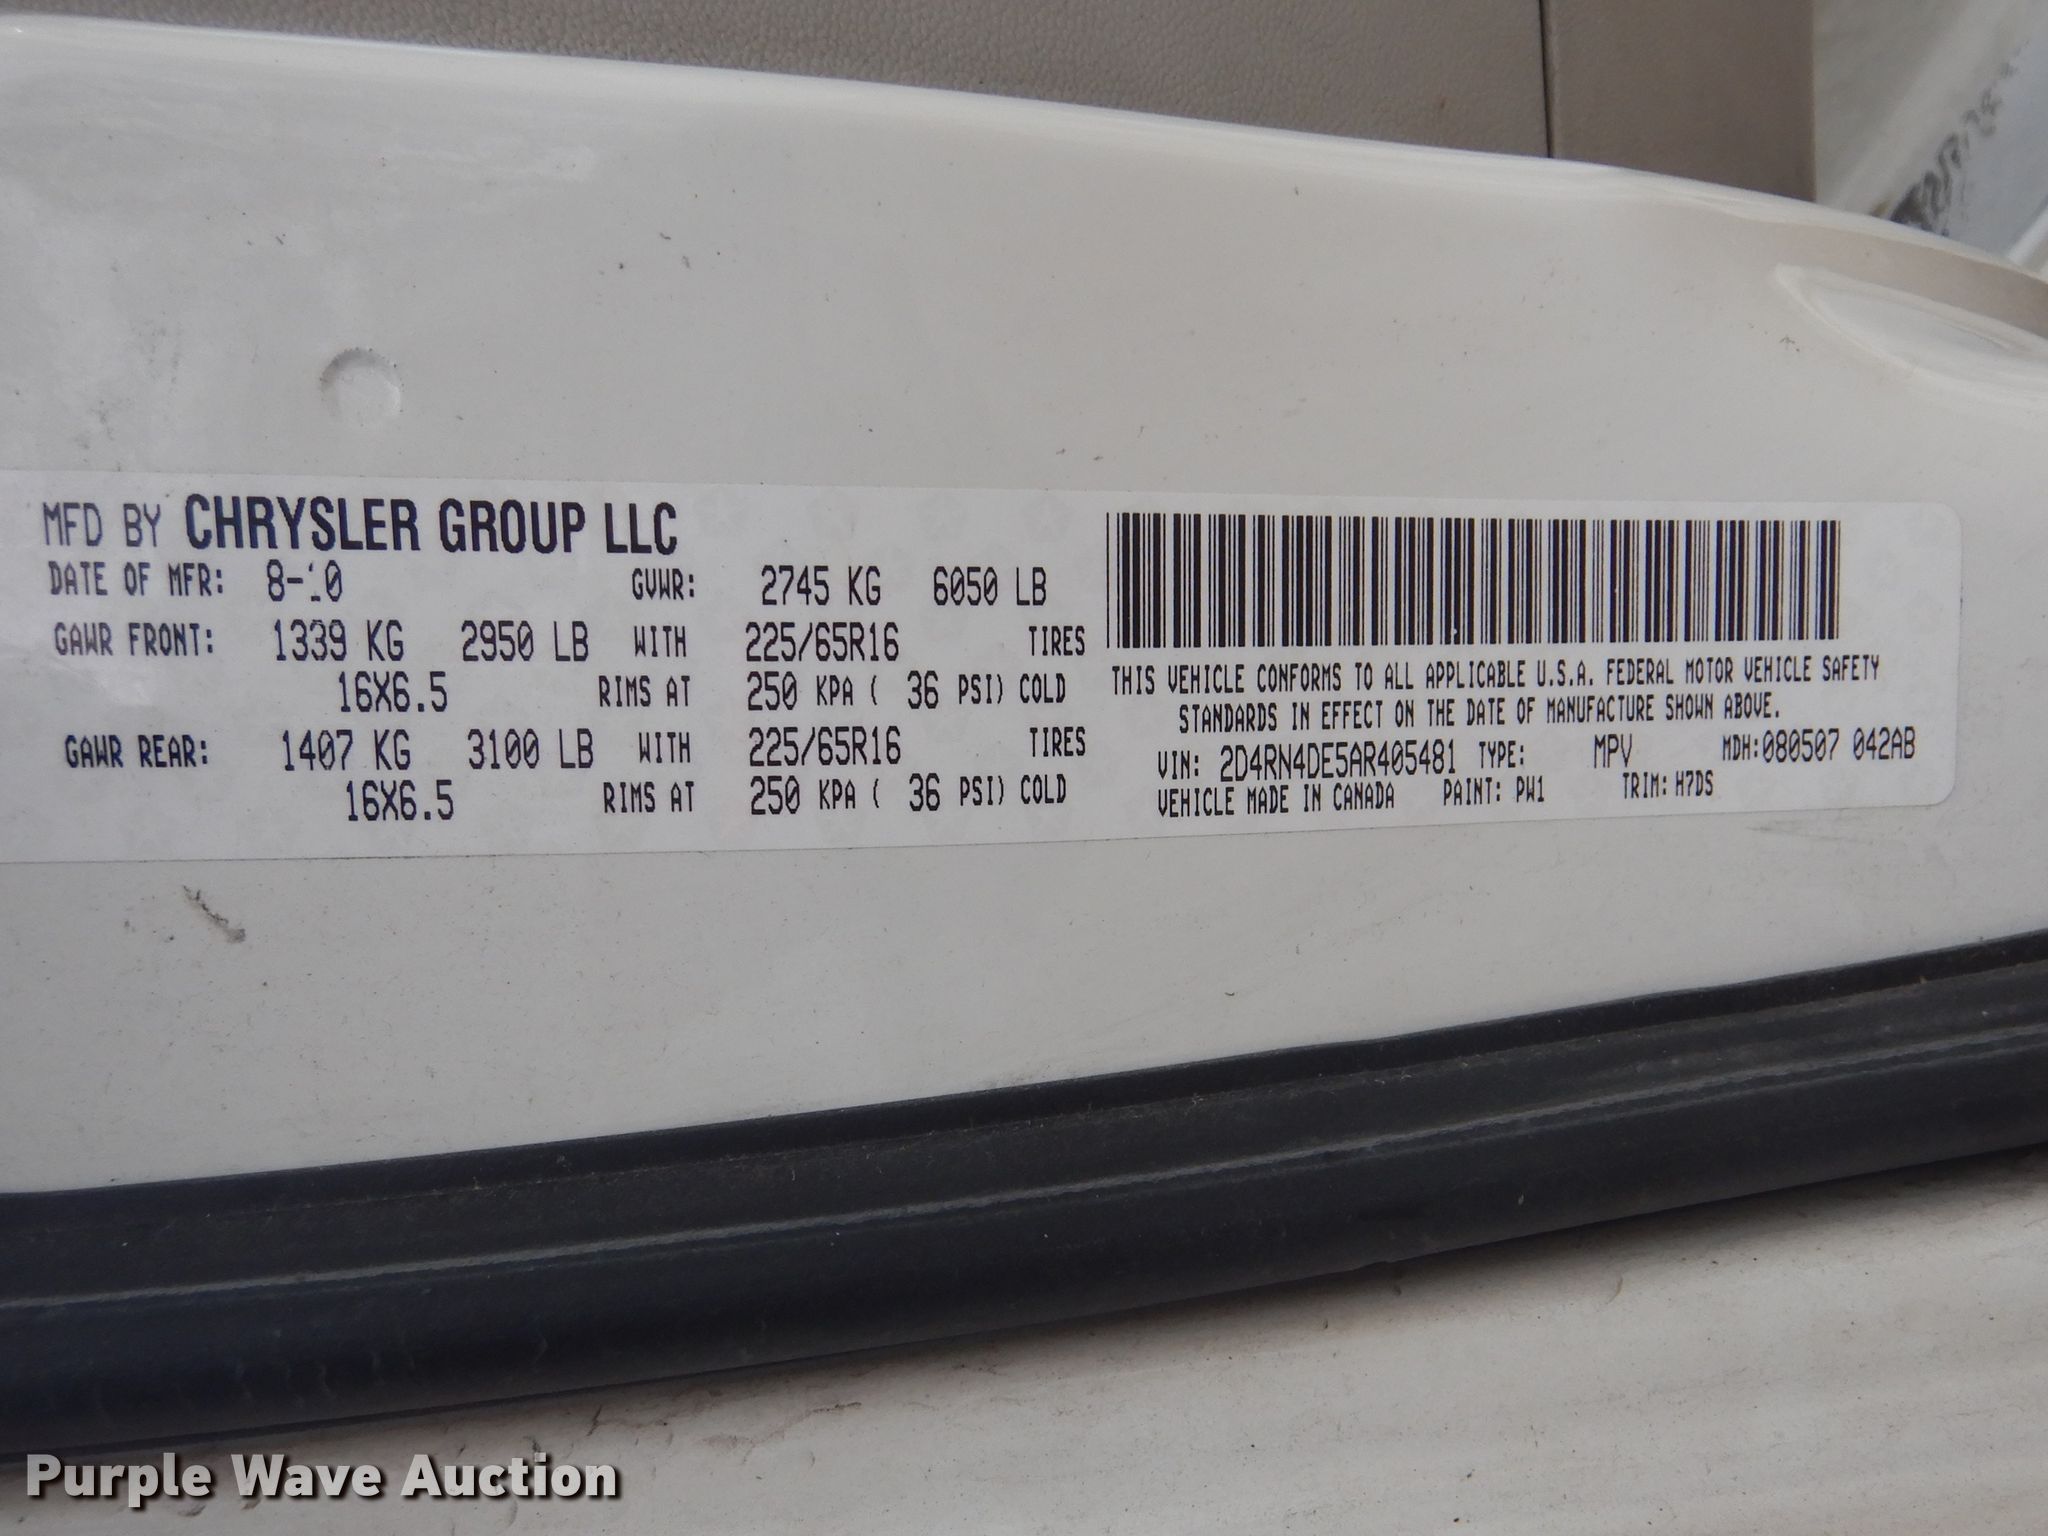 MFD BY CHRYSLER GROUP LLC
DATE OF MFR: 8-10 GVWR: 2745 KG 6050 LB
GAWR FRONT: 1339 KG 2950 LB WITH 225/65R16 TIRES
16X6.5 RIMS AT 250 KPA ( 36 PSI) COLD
GAWR REAR: 1407 KG 3100 LB WITH 225/65R16 TIRES
16X6.5 RIMS AT 250 KPA ( 36 PSI) COLD
THIS VEHICLE CONFORMS TO ALL APPLICABLE U.S.A. FEDERAL MOTOR VEHICLE SAFETY
STANDARDS IN EFFECT ON THE DATE OF MANUFACTURE SHOWN ABOVE.
VIN: 2D4RN4DE5AR405481 TYPE: MPV MDH:080507 042AB
VEHICLE MADE IN CANADA PAINT: PW1 TRIM: H7DS
Purple Wave Auction